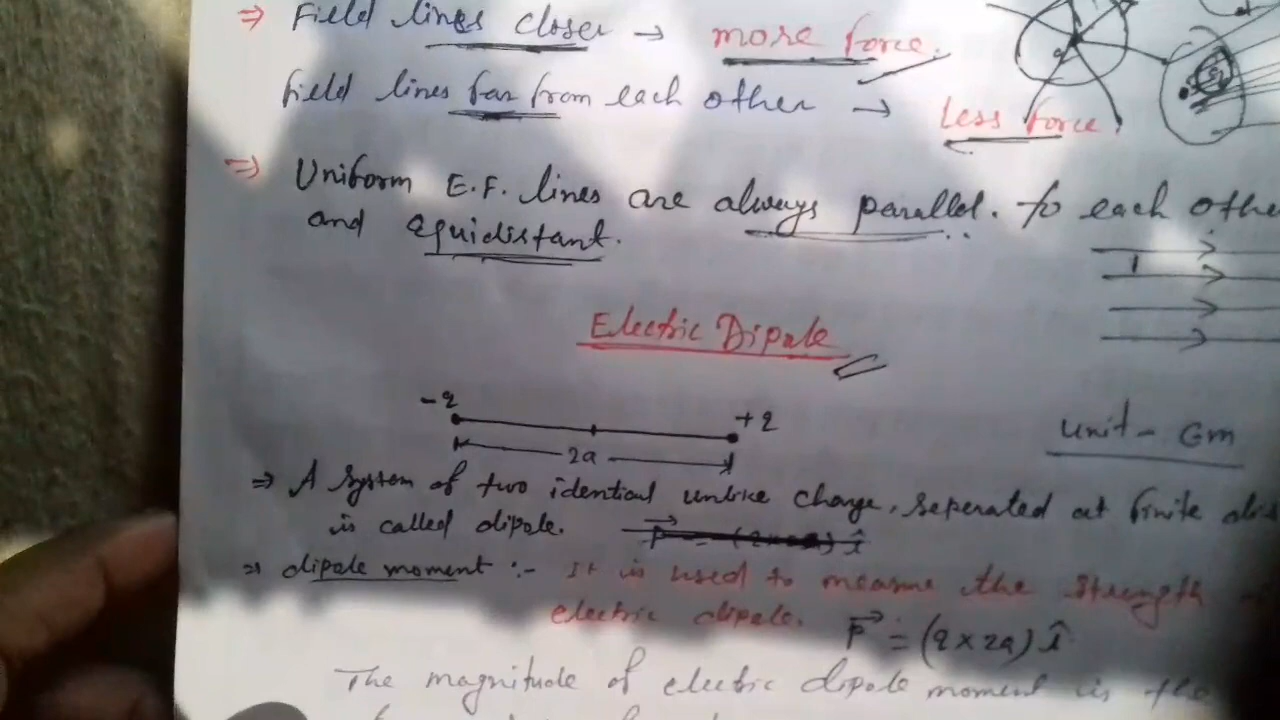 ⇒ Field lines closer → more force.
field lines far from each other → Less force.
⇒ Uniform E.F. lines are always parallel. to each othe
and equidistant.
Electric Dipole
-q +q
2a
Unit - Cm
⇒ A system of two identical unlike charge, seperated at finite dis
is called dipole.
⇒ dipole moment :- It is used to measure the strength
electric dipole. P⃗ = (q×2a) î
The magnitude of electric dipole moment is the